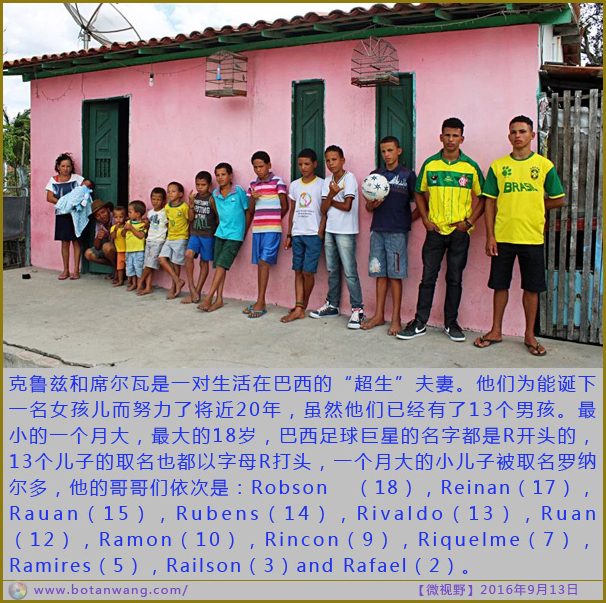 BRASIL
克鲁兹和席尔瓦是一对生活在巴西的“超生”夫妻。他们为能诞下
一名女孩儿而努力了将近20年，虽然他们已经有了13个男孩。最
小的一个月大，最大的18岁，巴西足球巨星的名字都是R开头的，
13个儿子的取名也都以字母R打头，一个月大的小儿子被取名罗纳
尔多，他的哥哥们依次是：Robson （18），Reinan（17），
Rauan（15），Rubens（14），Rivaldo（13），Ruan
（12），Ramon（10），Rincon（9），Riquelme（7），
Ramires（5），Railson（3）and Rafael（2）。
www.botanwang.com/
【微视野】2016年9月13日